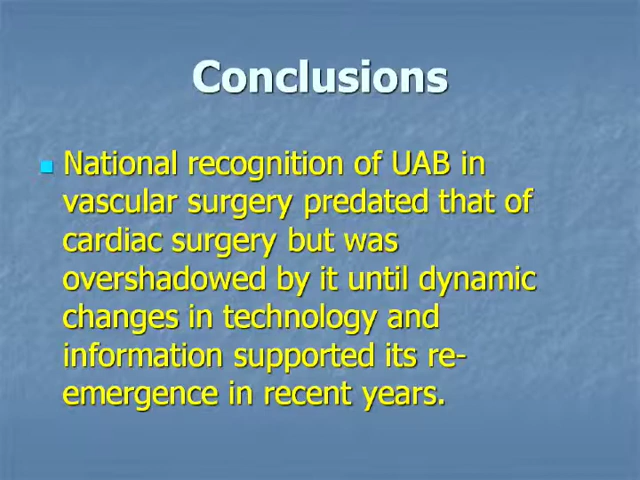 Conclusions
National recognition of UAB in
vascular surgery predated that of
cardiac surgery but was
overshadowed by it until dynamic
changes in technology and
information supported its re-
emergence in recent years.